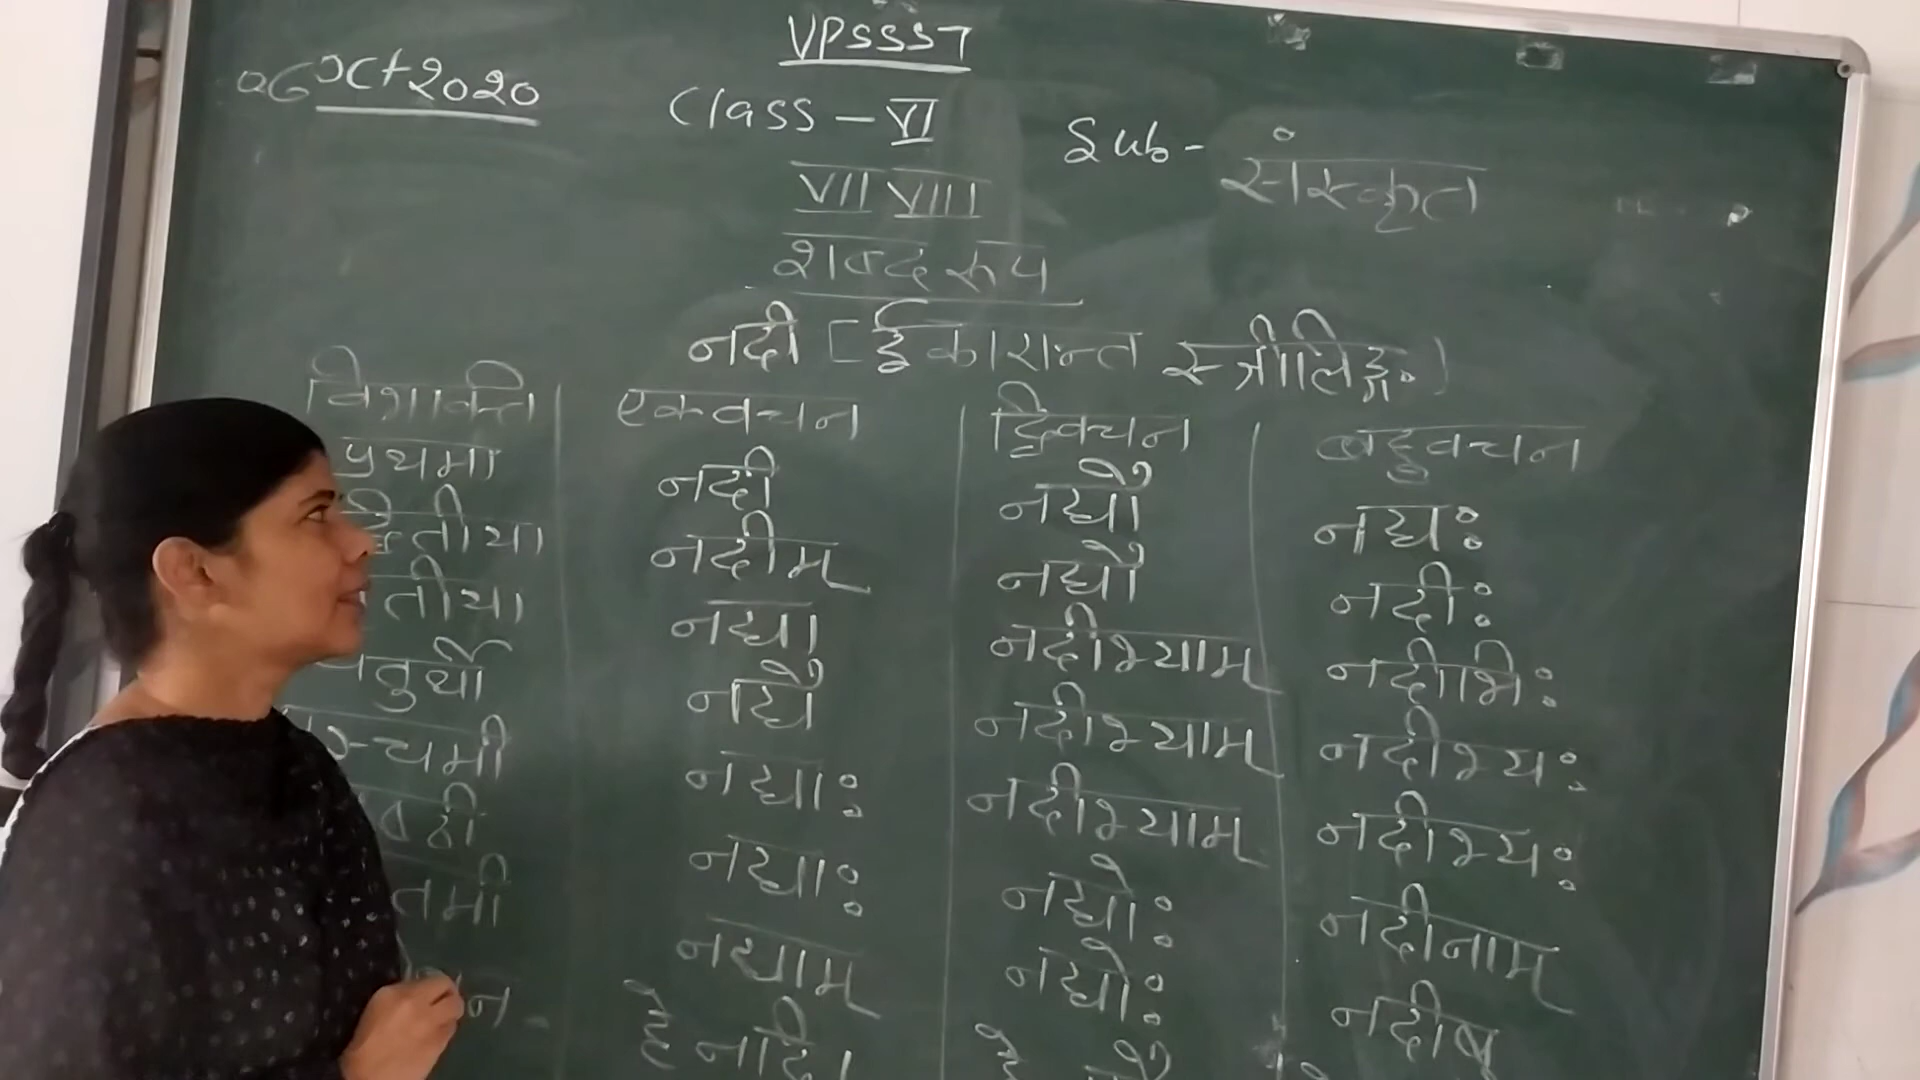 VPSSST
06 Oct 2020
Class - VI Sub - संस्कृत
VII VIII
शब्द रूप
नदी [ ईकारान्त स्त्रीलिङ्ग. )
विभक्ति एकवचन द्विवचन बहुवचन
प्रथमा नदी नद्यौ नद्यः
द्वितीया नदीम् नद्यौ नदीः
तीया नद्या नदीभ्याम् नदीभिः
चतुर्थी नद्यै नदीभ्याम् नदीभ्यः
ञ्चमी नद्याः नदीभ्याम् नदीभ्यः
ष्ठी नद्याः नद्योः नदीनाम्
तमी नद्याम् नद्योः नदीषु
न हे नदि। हे